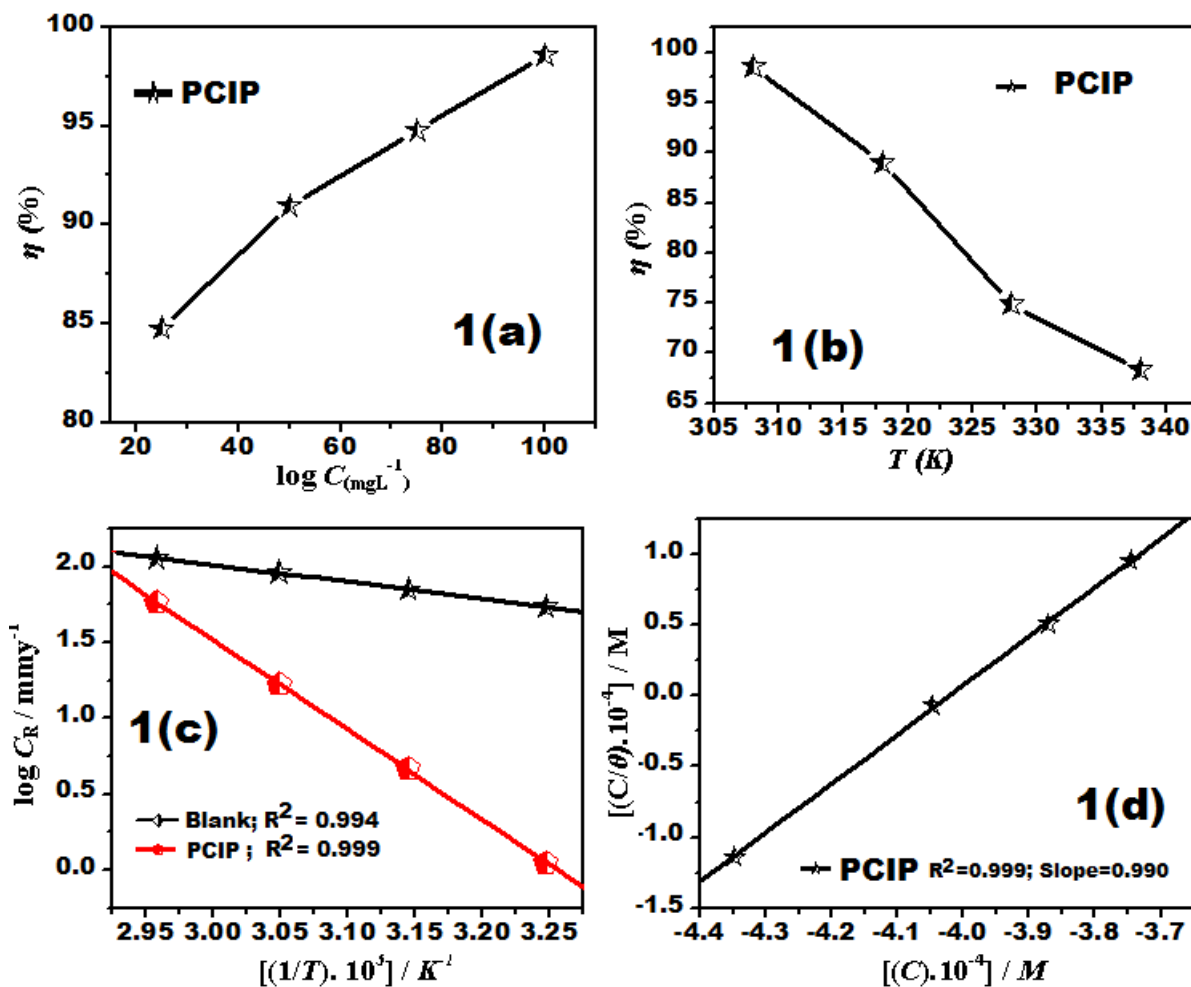 100
95
90
85
80
η (%)
PCIP
1(a)
20 40 60 80 100
log C(mgL-1)
100
95
90
85
80
75
70
65
η (%)
PCIP
1(b)
305 310 315 320 325 330 335 340
T (K)
2.0
1.5
1.0
0.5
0.0
log CR / mmy-1
1(c)
Blank; R2= 0.994
PCIP ; R2= 0.999
2.95 3.00 3.05 3.10 3.15 3.20 3.25
[(1/T). 103] / K-1
1.0
0.5
0.0
-0.5
-1.0
-1.5
[(C/θ).10-4] / M
1(d)
PCIP R2=0.999; Slope=0.990
-4.4 -4.3 -4.2 -4.1 -4.0 -3.9 -3.8 -3.7
[(C).10-4] / M